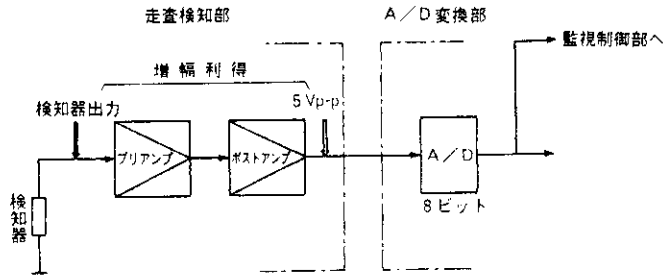 走査検知部
A／D変換部
監視制御部へ
増幅利得
検知器出力
5 Vp-p
プリアンプ
ポストアンプ
A／D
8ビット
検知器